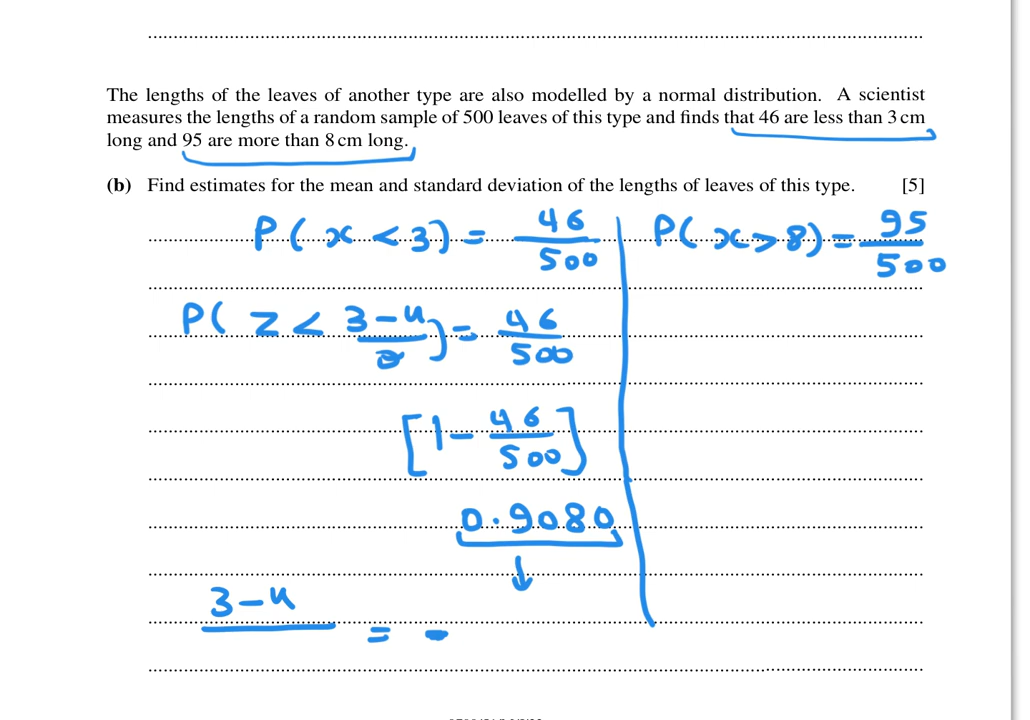 The lengths of the leaves of another type are also modelled by a normal distribution. A scientist
measures the lengths of a random sample of 500 leaves of this type and finds that 46 are less than 3 cm
long and 95 are more than 8 cm long.
(b) Find estimates for the mean and standard deviation of the lengths of leaves of this type. [5]
P( x < 3) = 46/500
P( x > 8) = 95/500
P( Z < (3-u)/σ ) = 46/500
[1 - 46/500]
0.9080
↓
3-u
= -